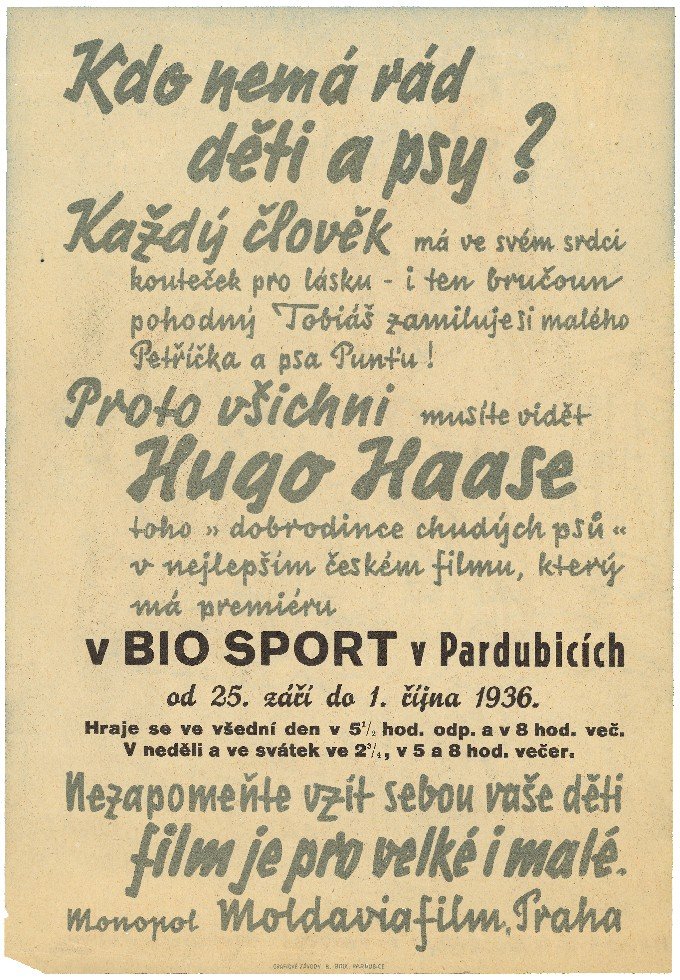 Kdo nemá rád
děti a psy?
Každý člověk má ve svém srdci
kouteček pro lásku - i ten bručoun
pohodný Tobiáš zamiluje si malého
Petříčka a psa Punťu!
Proto všichni musíte vidět
Hugo Haase
toho » dobrodince chudých psů «
v nejlepším českém filmu, který
má premiéru
v BIO SPORT v Pardubicích
od 25. září do 1. října 1936.
Hraje se ve všední den v 5½ hod. odp. a v 8 hod. več.
V neděli a ve svátek ve 2¾, v 5 a 8 hod. večer.
Nezapomeňte vzít sebou vaše děti
film je pro velké i malé.
Monopol Moldaviafilm, Praha
GRAFICKÉ ZÁVODY PARDUBICE